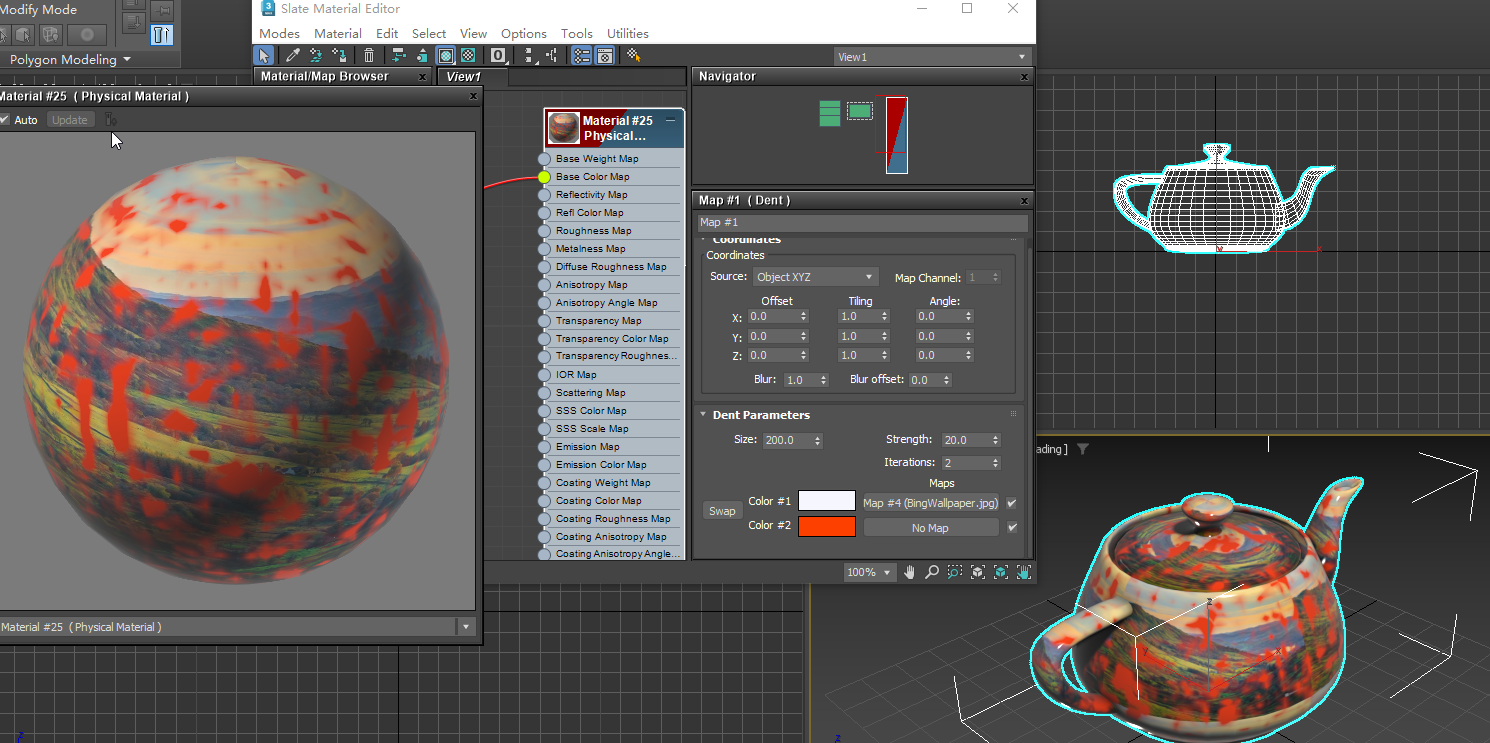 Modify Mode
Polygon Modeling
3
Slate Material Editor
Modes Material Edit Select View Options Tools Utilities
0
View1
Material/Map Browser x View1
Navigator x
Material #25 ( Physical Material ) x
Auto Update
Material #25
Physical...
Base Weight Map
Base Color Map
Reflectivity Map
Refl Color Map
Roughness Map
Metalness Map
Diffuse Roughness Map
Anisotropy Map
Anisotropy Angle Map
Transparency Map
Transparency Color Map
Transparency Roughnes...
IOR Map
Scattering Map
SSS Color Map
SSS Scale Map
Emission Map
Emission Color Map
Coating Weight Map
Coating Color Map
Coating Roughness Map
Coating Anisotropy Map
Coating Anisotropy Angle...
Material #25 ( Physical Material )
Map #1 ( Dent ) x
Map #1
Coordinates
Coordinates
Source: Object XYZ Map Channel: 1
Offset Tiling Angle:
X: 0.0 1.0 0.0
Y: 0.0 1.0 0.0
Z: 0.0 1.0 0.0
Blur: 1.0 Blur offset: 0.0
Dent Parameters
Size: 200.0 Strength: 20.0
Iterations: 2
Maps
Swap
Color #1 Map #4 (BingWallpaper.jpg)
Color #2 No Map
100%
ading ]
x
z
x
z
z